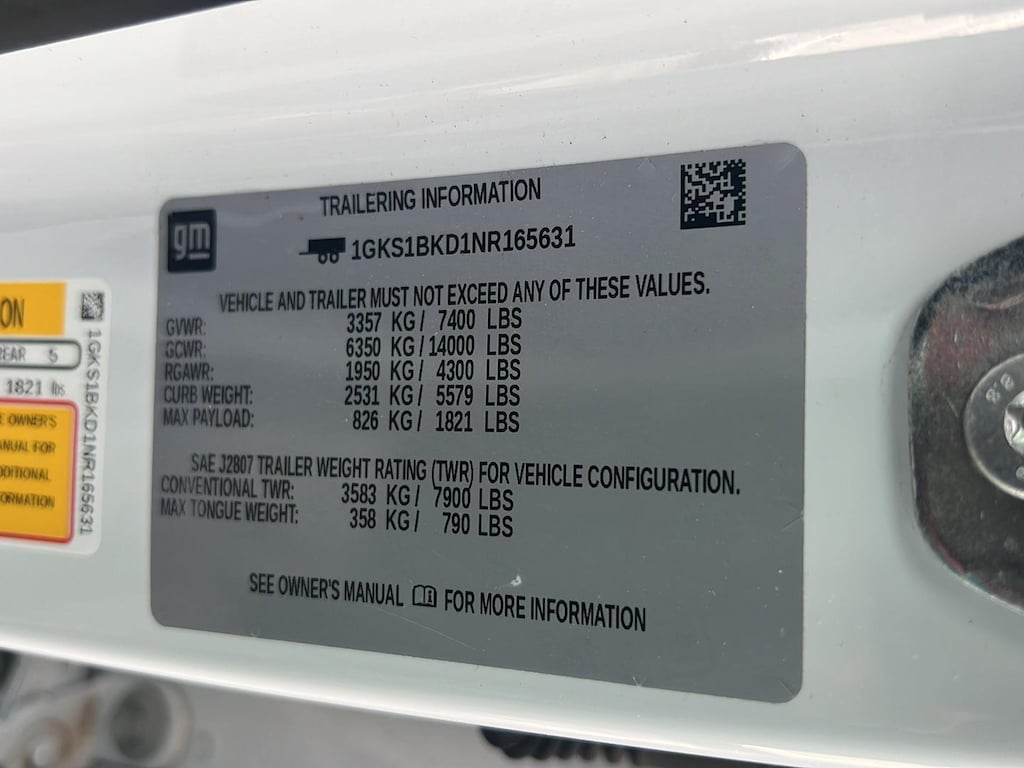 gm
TRAILERING INFORMATION
1GKS1BKD1NR165631
VEHICLE AND TRAILER MUST NOT EXCEED ANY OF THESE VALUES.
GVWR: 3357 KG / 7400 LBS
GCWR: 6350 KG / 14000 LBS
RGAWR: 1950 KG / 4300 LBS
CURB WEIGHT: 2531 KG / 5579 LBS
MAX PAYLOAD: 826 KG / 1821 LBS
SAE J2807 TRAILER WEIGHT RATING (TWR) FOR VEHICLE CONFIGURATION.
CONVENTIONAL TWR: 3583 KG / 7900 LBS
MAX TONGUE WEIGHT: 358 KG / 790 LBS
SEE OWNER'S MANUAL FOR MORE INFORMATION
ON
REAR 5
1821 lbs
OWNER'S
FOR
1GKS1BKD1NR165631